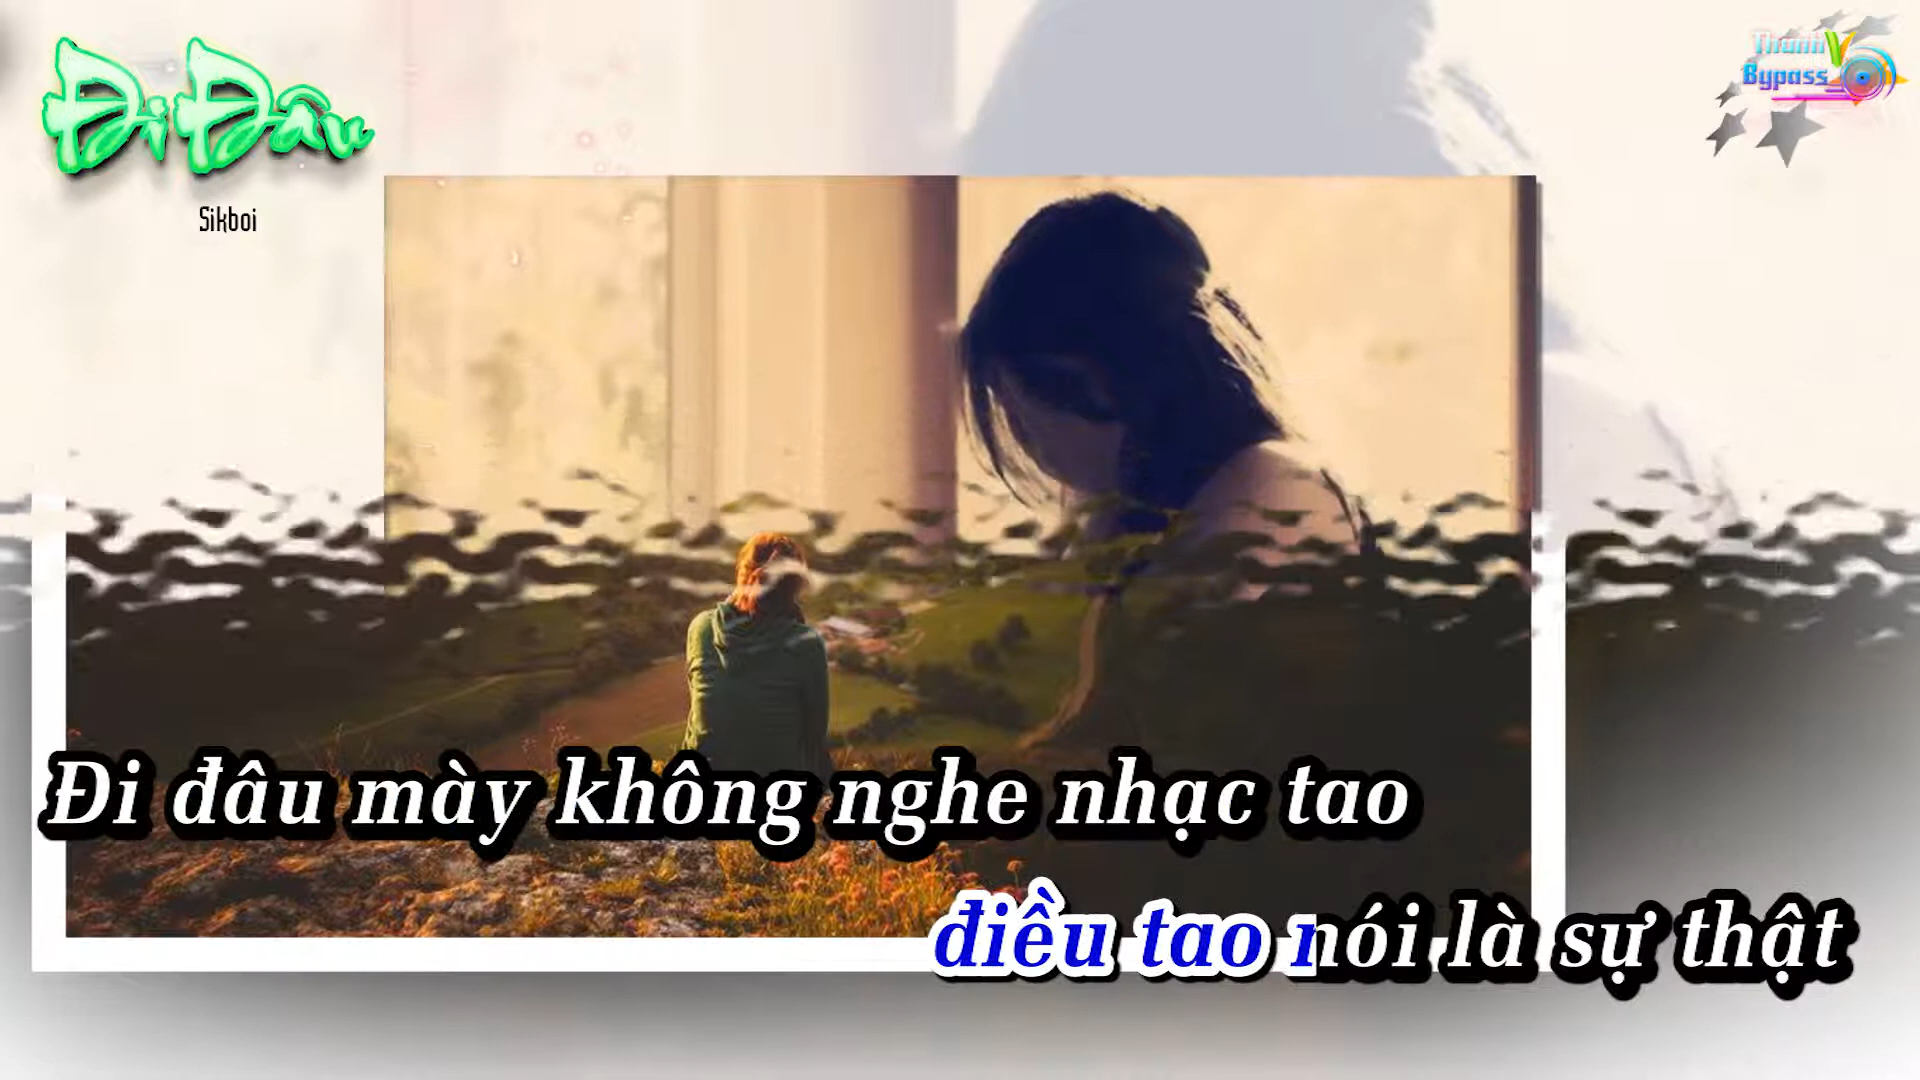 Đi Đâu
Sikboi
Thanh V
Bypass
Đi đâu mày không nghe nhạc tao
điều tao nói là sự thật